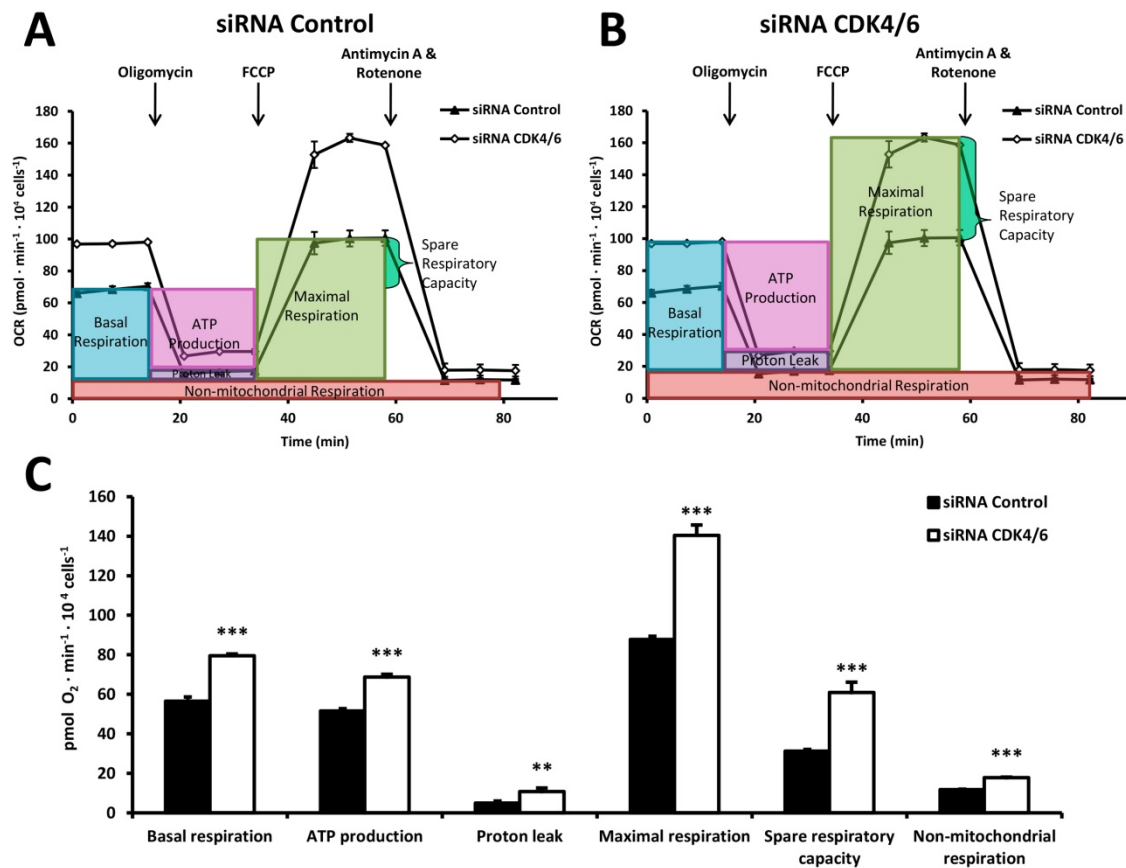 A
siRNA Control
Oligomycin
FCCP
Antimycin A &
Rotenone
siRNA Control
siRNA CDK4/6
OCR (pmol · min⁻¹ · 10⁴ cells⁻¹)
180
160
140
120
100
80
60
40
20
0
Basal
Respiration
ATP
Production
Proton Leak
Maximal
Respiration
Spare
Respiratory
Capacity
Non-mitochondrial Respiration
0
20
40
60
80
Time (min)
B
siRNA CDK4/6
Oligomycin
FCCP
Antimycin A &
Rotenone
siRNA Control
siRNA CDK4/6
OCR (pmol · min⁻¹ · 10⁴ cells⁻¹)
180
160
140
120
100
80
60
40
20
0
Basal
Respiration
ATP
Production
Proton Leak
Maximal
Respiration
Spare
Respiratory
Capacity
Non-mitochondrial Respiration
0
20
40
60
80
Time (min)
C
siRNA Control
siRNA CDK4/6
pmol O₂ · min⁻¹ · 10⁴ cells⁻¹
160
140
120
100
80
60
40
20
0
***
***
**
***
***
***
Basal respiration
ATP production
Proton leak
Maximal respiration
Spare respiratory
capacity
Non-mitochondrial
respiration